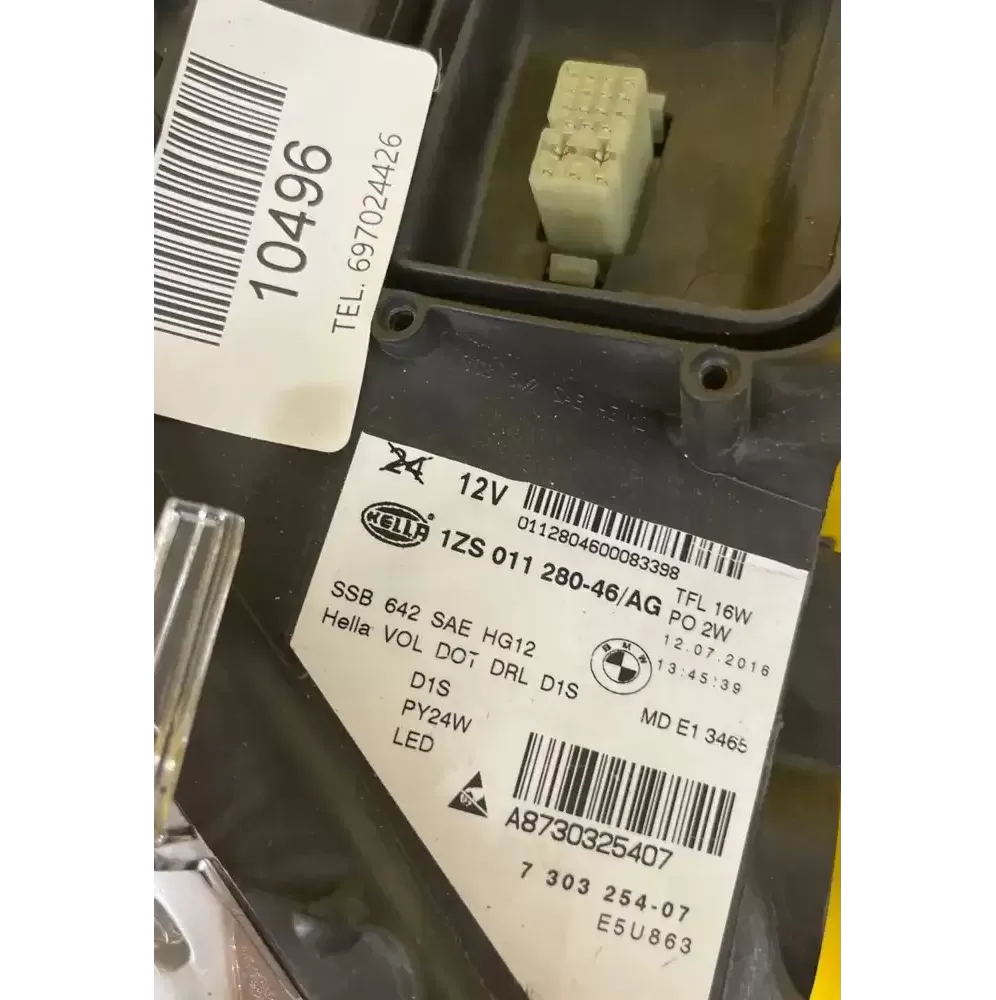 10496
TEL. 697024426
24 12V
0112804600083398
HELLA
1ZS 011 280-46/AG
TFL 16W
PO 2W
12.07.2016
13:45:39
SSB 642 SAE HG12
Hella VOL DOT DRL D1S
BMW
D1S
PY24W
LED
MD E1 3465
A8730325407
7 303 254-07
E5U863